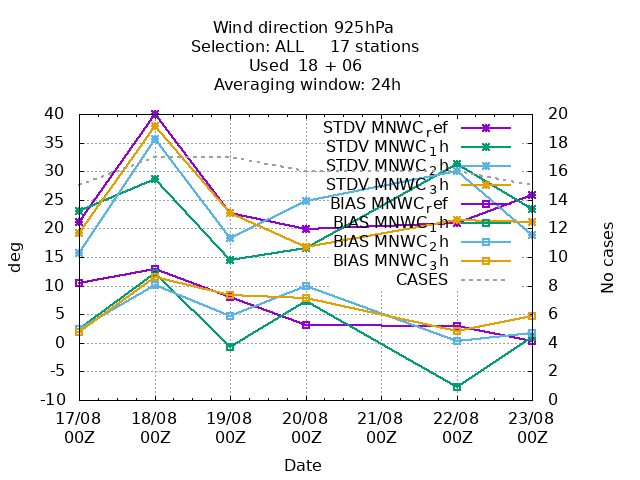 Wind direction 925hPa
Selection: ALL 17 stations
Used 18 + 06
Averaging window: 24h
40 20
35 18
30 16
25 14
20 12
15 10
10 8
5 6
0 4
-5 2
-10 0
deg
No cases
STDV MNWC_ref
STDV MNWC_1h
STDV MNWC_2h
STDV MNWC_3h
BIAS MNWC_ref
BIAS MNWC_1h
BIAS MNWC_2h
BIAS MNWC_3h
CASES
17/08 18/08 19/08 20/08 21/08 22/08 23/08
00Z 00Z 00Z 00Z 00Z 00Z 00Z
Date